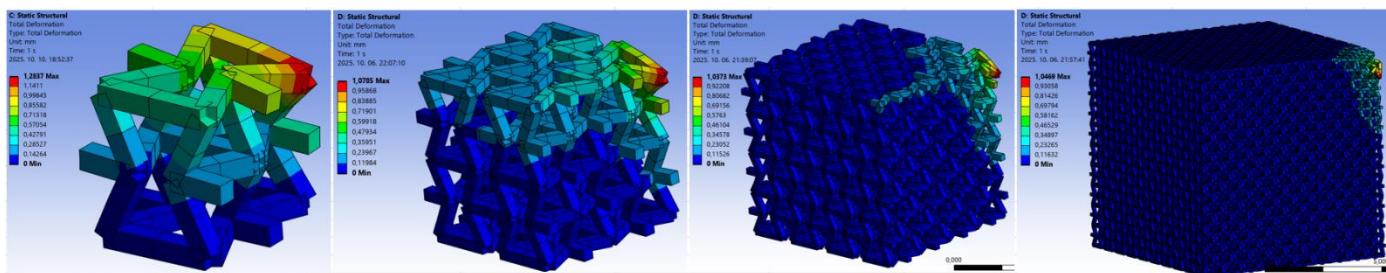 C: Static Structural
Total Deformation
Type: Total Deformation
Unit: mm
Time: 1 s
2025. 10. 10. 18:52:37
1,2837 Max
1,1411
0,99843
0,85582
0,71318
0,57054
0,42791
0,28527
0,14264
0 Min
D: Static Structural
Total Deformation
Type: Total Deformation
Unit: mm
Time: 1 s
2025. 10. 06. 22:07:10
1,0785 Max
0,95868
0,83885
0,71901
0,59918
0,47934
0,35951
0,23967
0,11984
0 Min
D: Static Structural
Total Deformation
Type: Total Deformation
Unit: mm
Time: 1 s
2025. 10. 06. 21:39:07
1,0373 Max
0,92208
0,80682
0,69156
0,5763
0,46104
0,34578
0,23052
0,11526
0 Min
0,000
D: Static Structural
Total Deformation
Type: Total Deformation
Unit: mm
Time: 1 s
2025. 10. 06. 21:57:41
1,0469 Max
0,93058
0,81426
0,69794
0,58162
0,46529
0,34897
0,23265
0,11632
0 Min